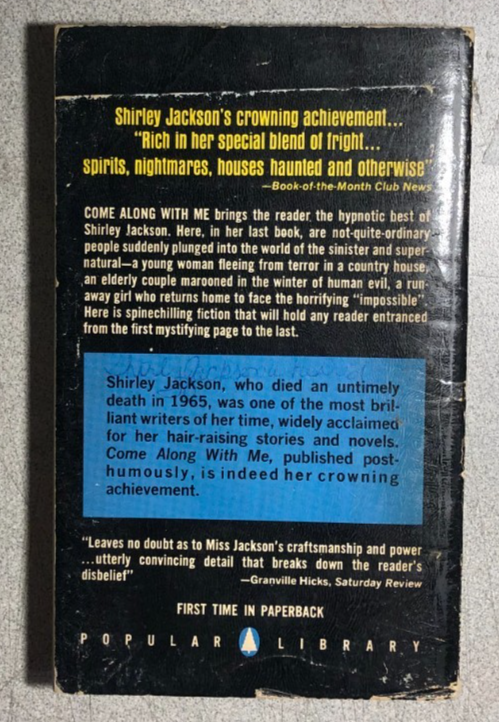 Shirley Jackson's crowning achievement...
"Rich in her special blend of fright...
spirits, nightmares, houses haunted and otherwise"
—Book-of-the-Month Club News
COME ALONG WITH ME brings the reader the hypnotic best of
Shirley Jackson. Here, in her last book, are not-quite-ordinary
people suddenly plunged into the world of the sinister and super-
natural—a young woman fleeing from terror in a country house,
an elderly couple marooned in the winter of human evil, a run-
away girl who returns home to face the horrifying "impossible".
Here is spinechilling fiction that will hold any reader entranced
from the first mystifying page to the last.
Shirley Jackson, who died an untimely
death in 1965, was one of the most bril-
liant writers of her time, widely acclaimed
for her hair-raising stories and novels.
Come Along With Me, published post-
humously, is indeed her crowning
achievement.
"Leaves no doubt as to Miss Jackson's craftsmanship and power
...utterly convincing detail that breaks down the reader's
disbelief"
—Granville Hicks, Saturday Review
FIRST TIME IN PAPERBACK
POPULAR LIBRARY